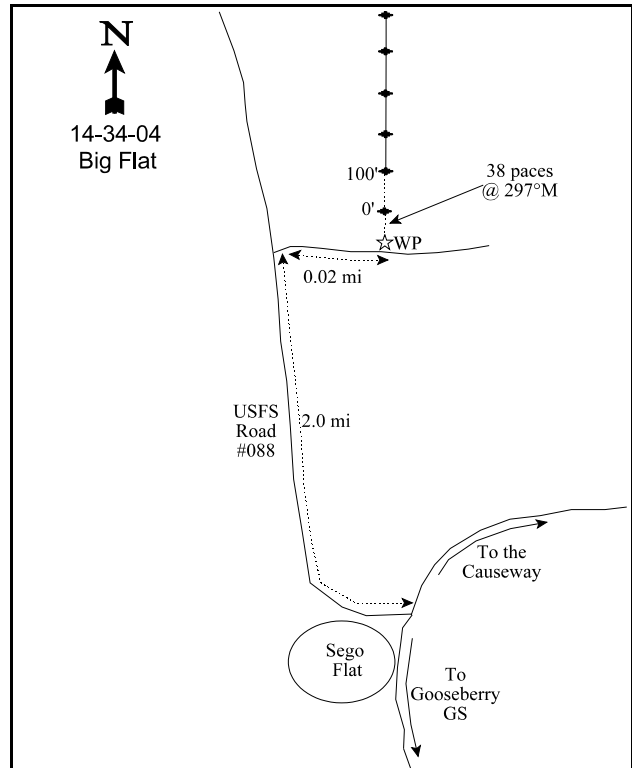 N
14-34-04
Big Flat
100'
38 paces
@ 297°M
0'
WP
0.02 mi
USFS
Road
#088
2.0 mi
To the
Causeway
Sego
Flat
To
Gooseberry
GS